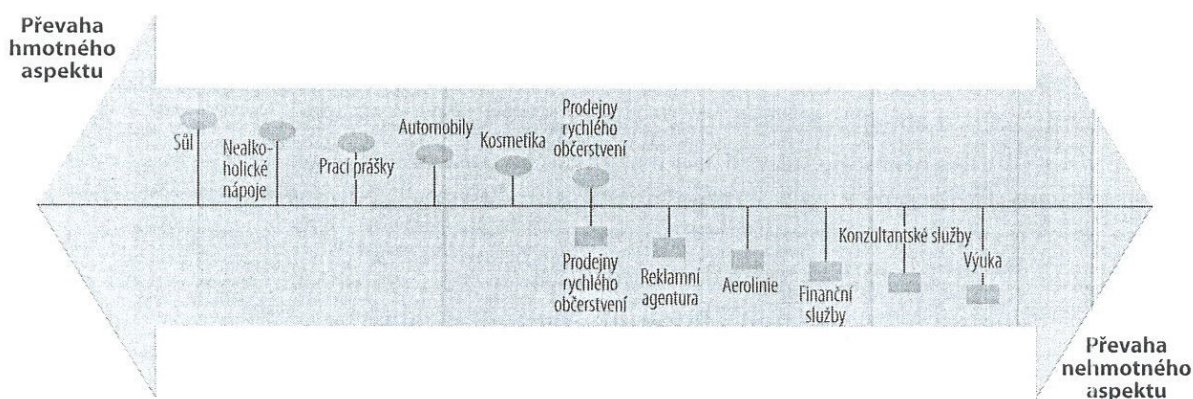 Převaha
hmotného
aspektu
Sůl
Nealko-
holické
nápoje
Prací prášky
Automobily
Kosmetika
Prodejny
rychlého
občerstvení
Prodejny
rychlého
občerstvení
Reklamní
agentura
Aerolinie
Finanční
služby
Konzultantské služby
Výuka
Převaha
nehmotného
aspektu